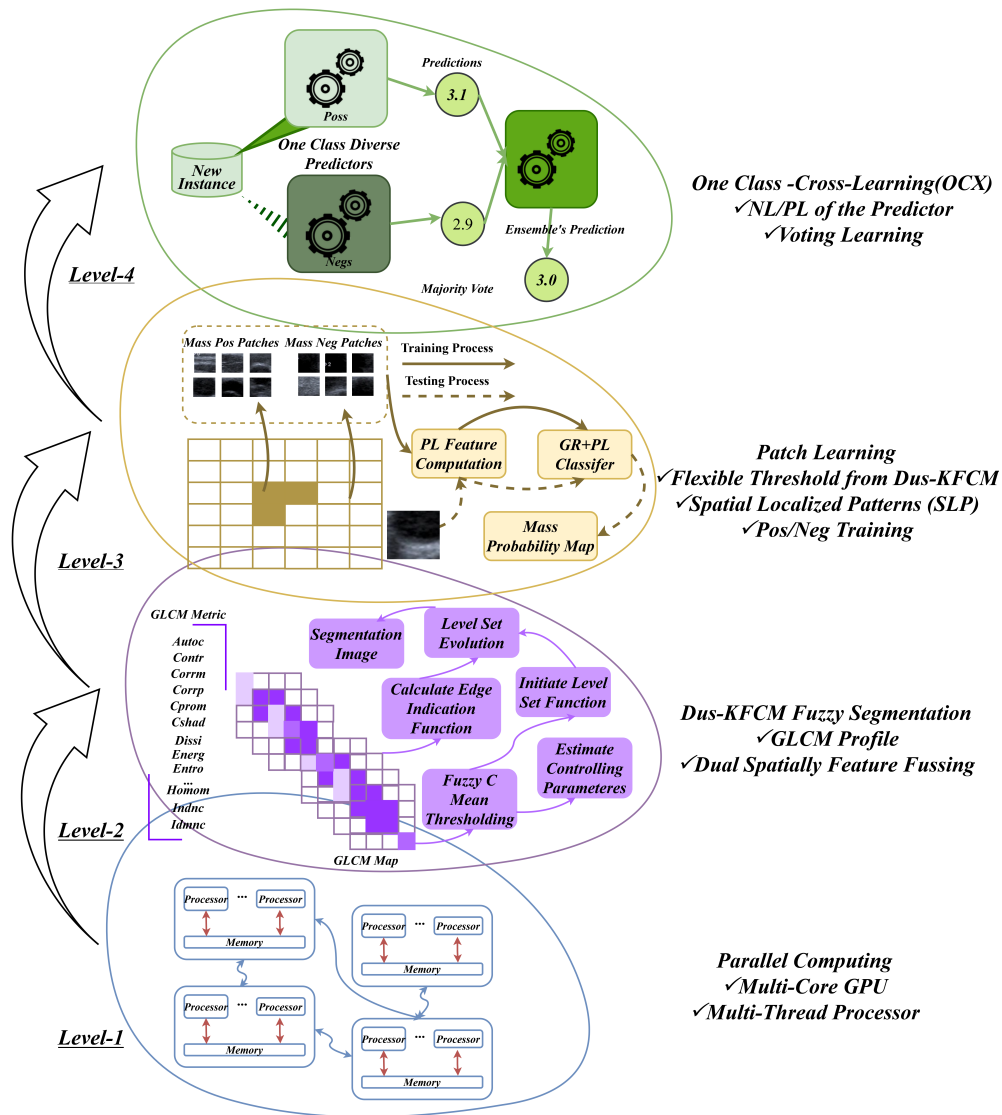 Predictions
3.1
Poss
One Class Diverse
Predictors
New
Instance
Negs
2.9
Ensemble's Prediction
3.0
Majority Vote
Level-4
One Class -Cross-Learning(OCX)
✓NL/PL of the Predictor
✓Voting Learning
Mass Pos Patches
Mass Neg Patches
Training Process
Testing Process
PL Feature
Computation
GR+PL
Classifer
Mass
Probability Map
Level-3
Patch Learning
✓Flexible Threshold from Dus-KFCM
✓Spatial Localized Patterns (SLP)
✓Pos/Neg Training
GLCM Metric
Autoc
Contr
Corrm
Corrp
Cprom
Cshad
Dissi
Energ
Entro
...
Homom
Indnc
Idmnc
GLCM Map
Segmentation
Image
Level Set
Evolution
Calculate Edge
Indication
Function
Initiate Level
Set Function
Fuzzy C
Mean
Thresholding
Estimate
Controlling
Parameteres
Level-2
Dus-KFCM Fuzzy Segmentation
✓GLCM Profile
✓Dual Spatially Feature Fussing
Processor ... Processor
Memory
Processor ... Processor
Memory
Processor ... Processor
Memory
Processor ... Processor
Memory
Level-1
Parallel Computing
✓Multi-Core GPU
✓Multi-Thread Processor